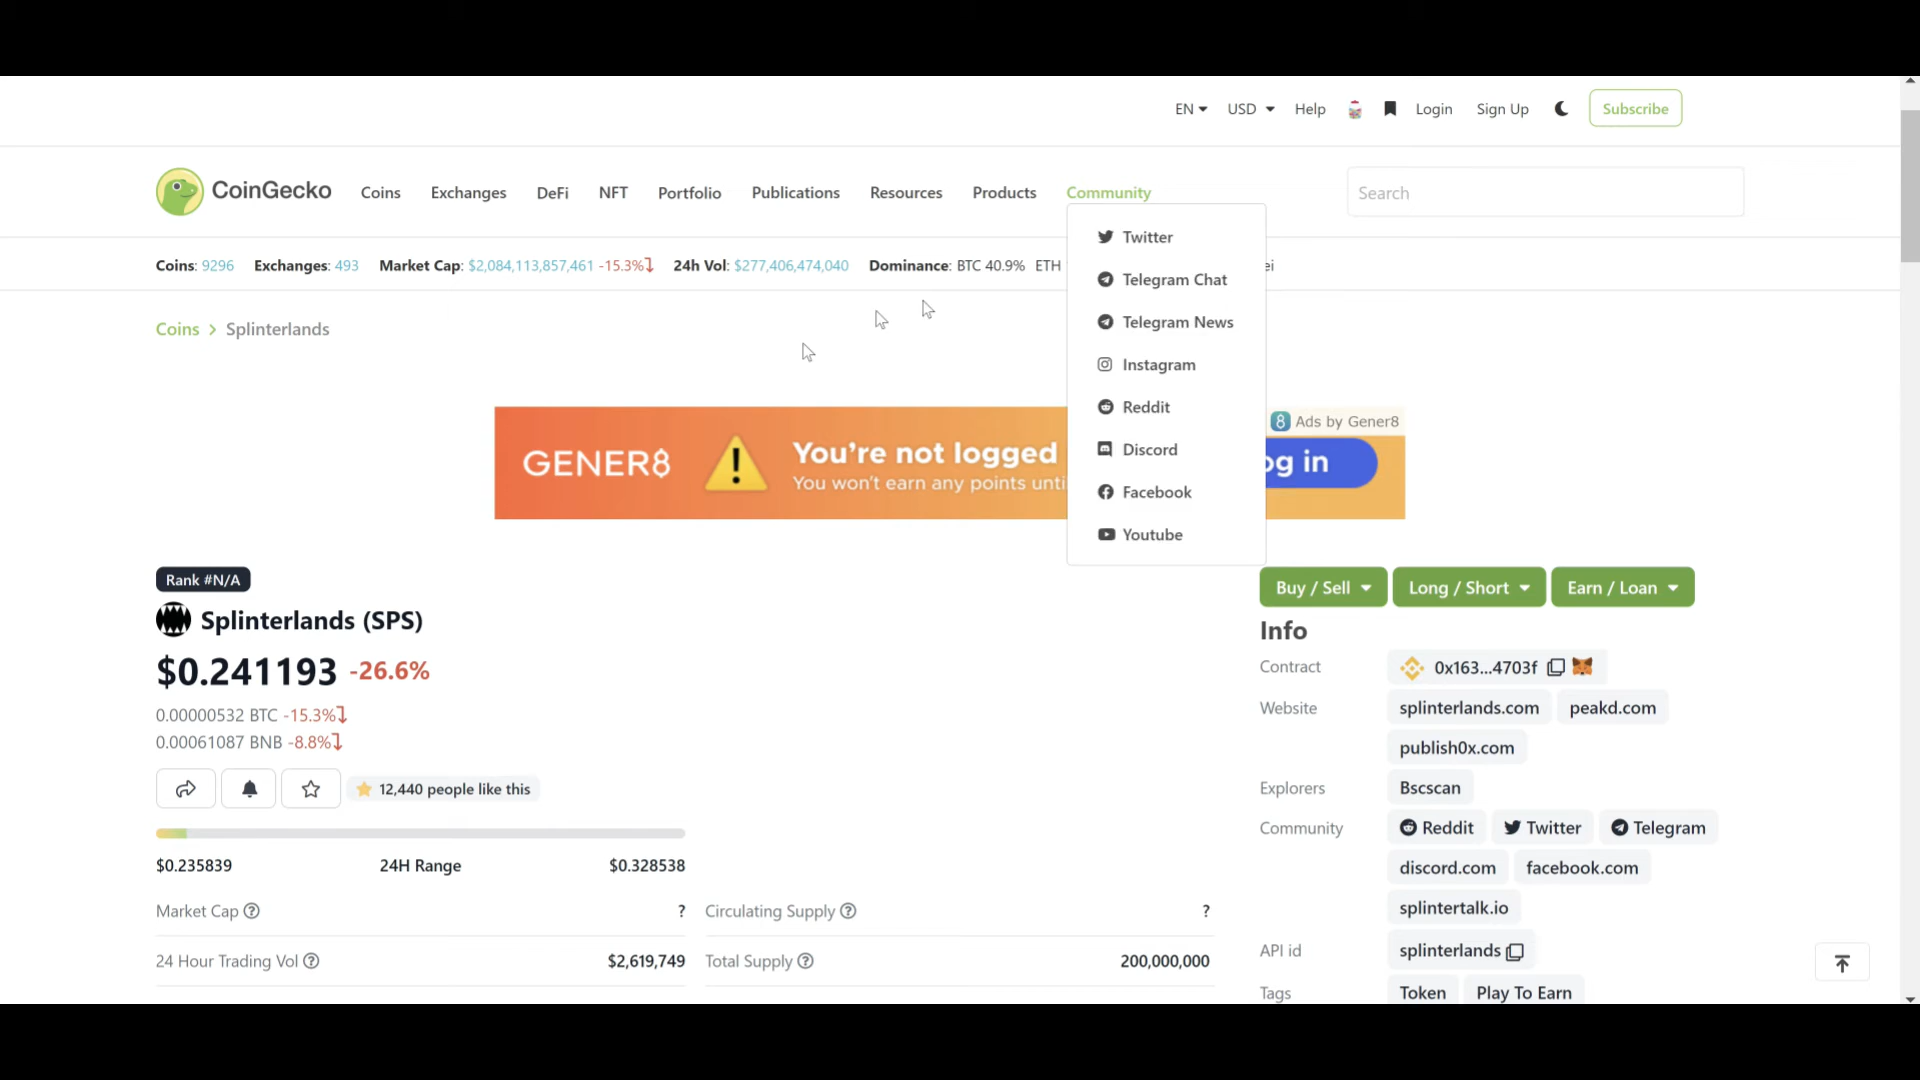 EN USD Help Login Sign Up Subscribe
CoinGecko Coins Exchanges DeFi NFT Portfolio Publications Resources Products Community Search
Coins: 9296 Exchanges: 493 Market Cap: $2,084,113,857,461 -15.3% 24h Vol: $277,406,474,040 Dominance: BTC 40.9% ETH ei
Twitter
Telegram Chat
Telegram News
Instagram
Reddit
Discord
Facebook
Youtube
Coins > Splinterlands
8 Ads by Gener8
GENER8 ! You're not logged og in
You won't earn any points unti
Rank #N/A
Splinterlands (SPS)
$0.241193 -26.6%
0.00000532 BTC -15.3%
0.00061087 BNB -8.8%
12,440 people like this
$0.235839 24H Range $0.328538
Market Cap ? ?
Circulating Supply ? ?
24 Hour Trading Vol ? $2,619,749
Total Supply ? 200,000,000
Buy / Sell Long / Short Earn / Loan
Info
Contract 0x163...4703f
Website splinterlands.com peakd.com
publish0x.com
Explorers Bscscan
Community Reddit Twitter Telegram
discord.com facebook.com
splintertalk.io
API id splinterlands
Tags Token Play To Earn